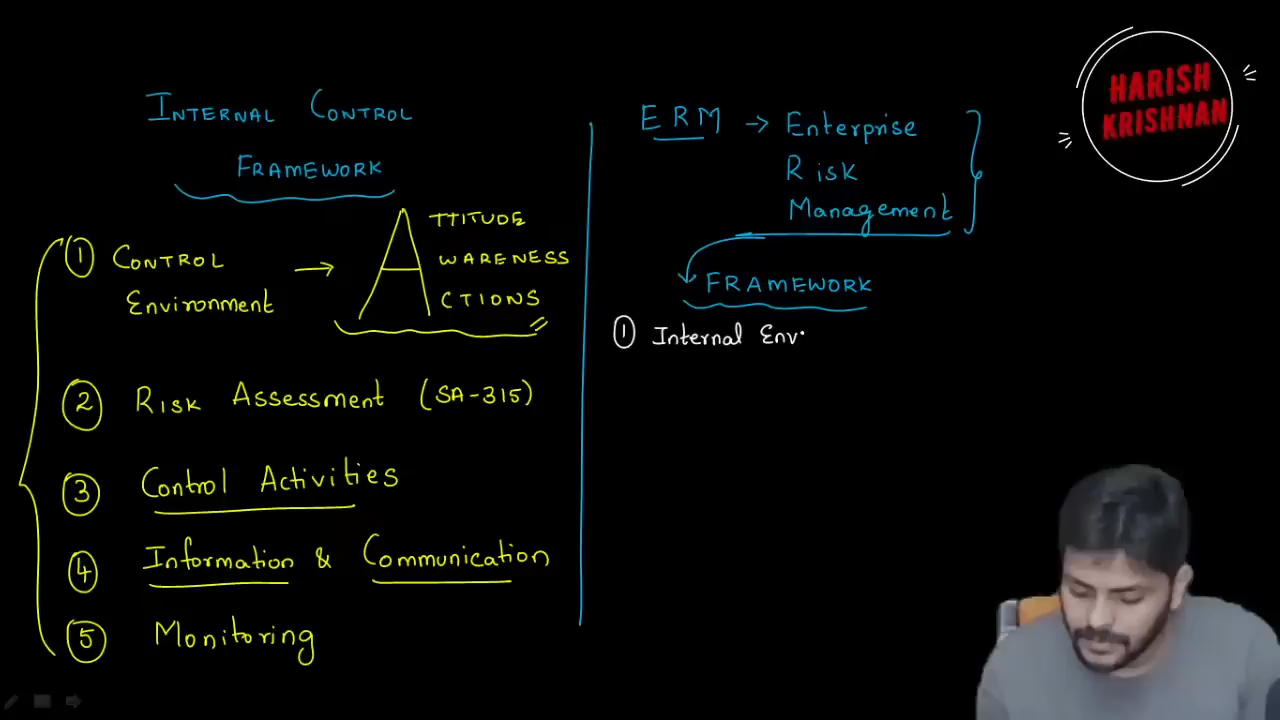 INTERNAL CONTROL
FRAMEWORK
① CONTROL
Environment
→ A TTITUDE
WARENESS
CTIONS
② RISK ASSESSMENT (SA-315)
③ Control Activities
④ Information & Communication
⑤ Monitoring
ERM → Enterprise
Risk
Management
FRAMEWORK
① Internal Env
HARISH
KRISHNAN